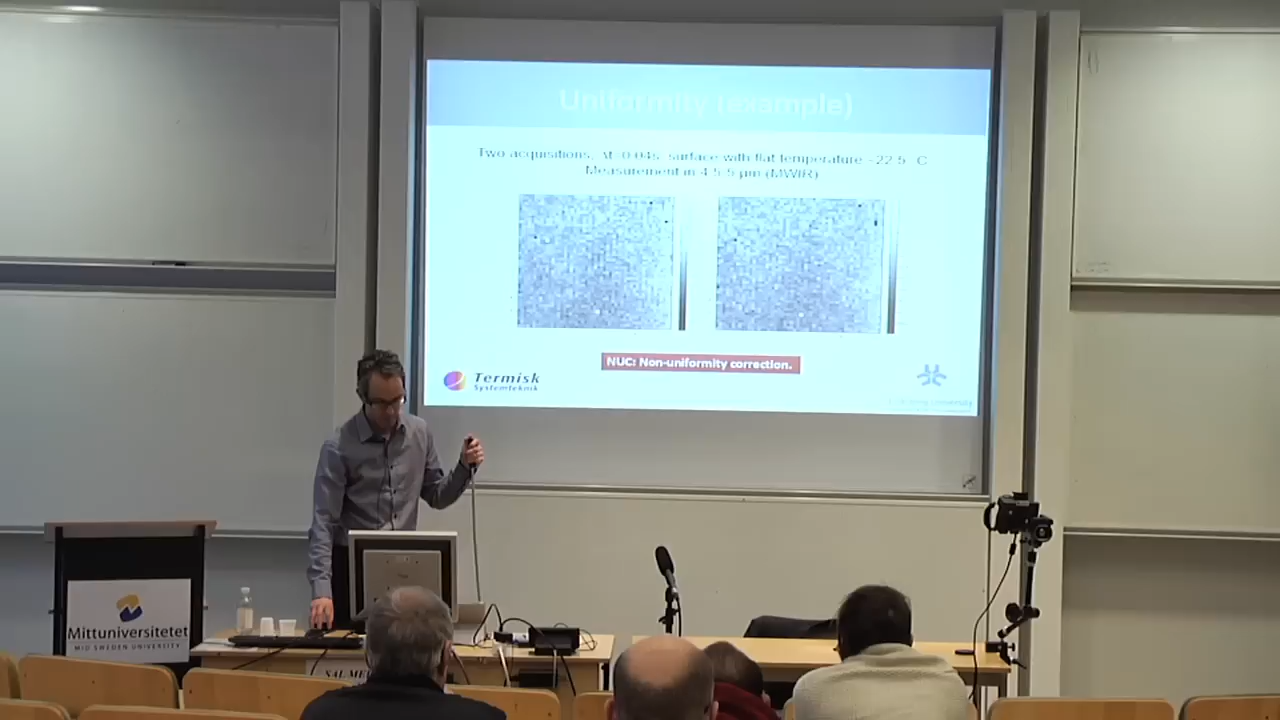 Uniformity (example)
Two acquisitions, Δt=0.04s, surface with flat temperature ~22.5 °C
Measurement in 4.5-5 µm (MWIR)
NUC: Non-uniformity correction.
Termisk
Systemteknik
University
Mittuniversitetet
MID SWEDEN UNIVERSITY